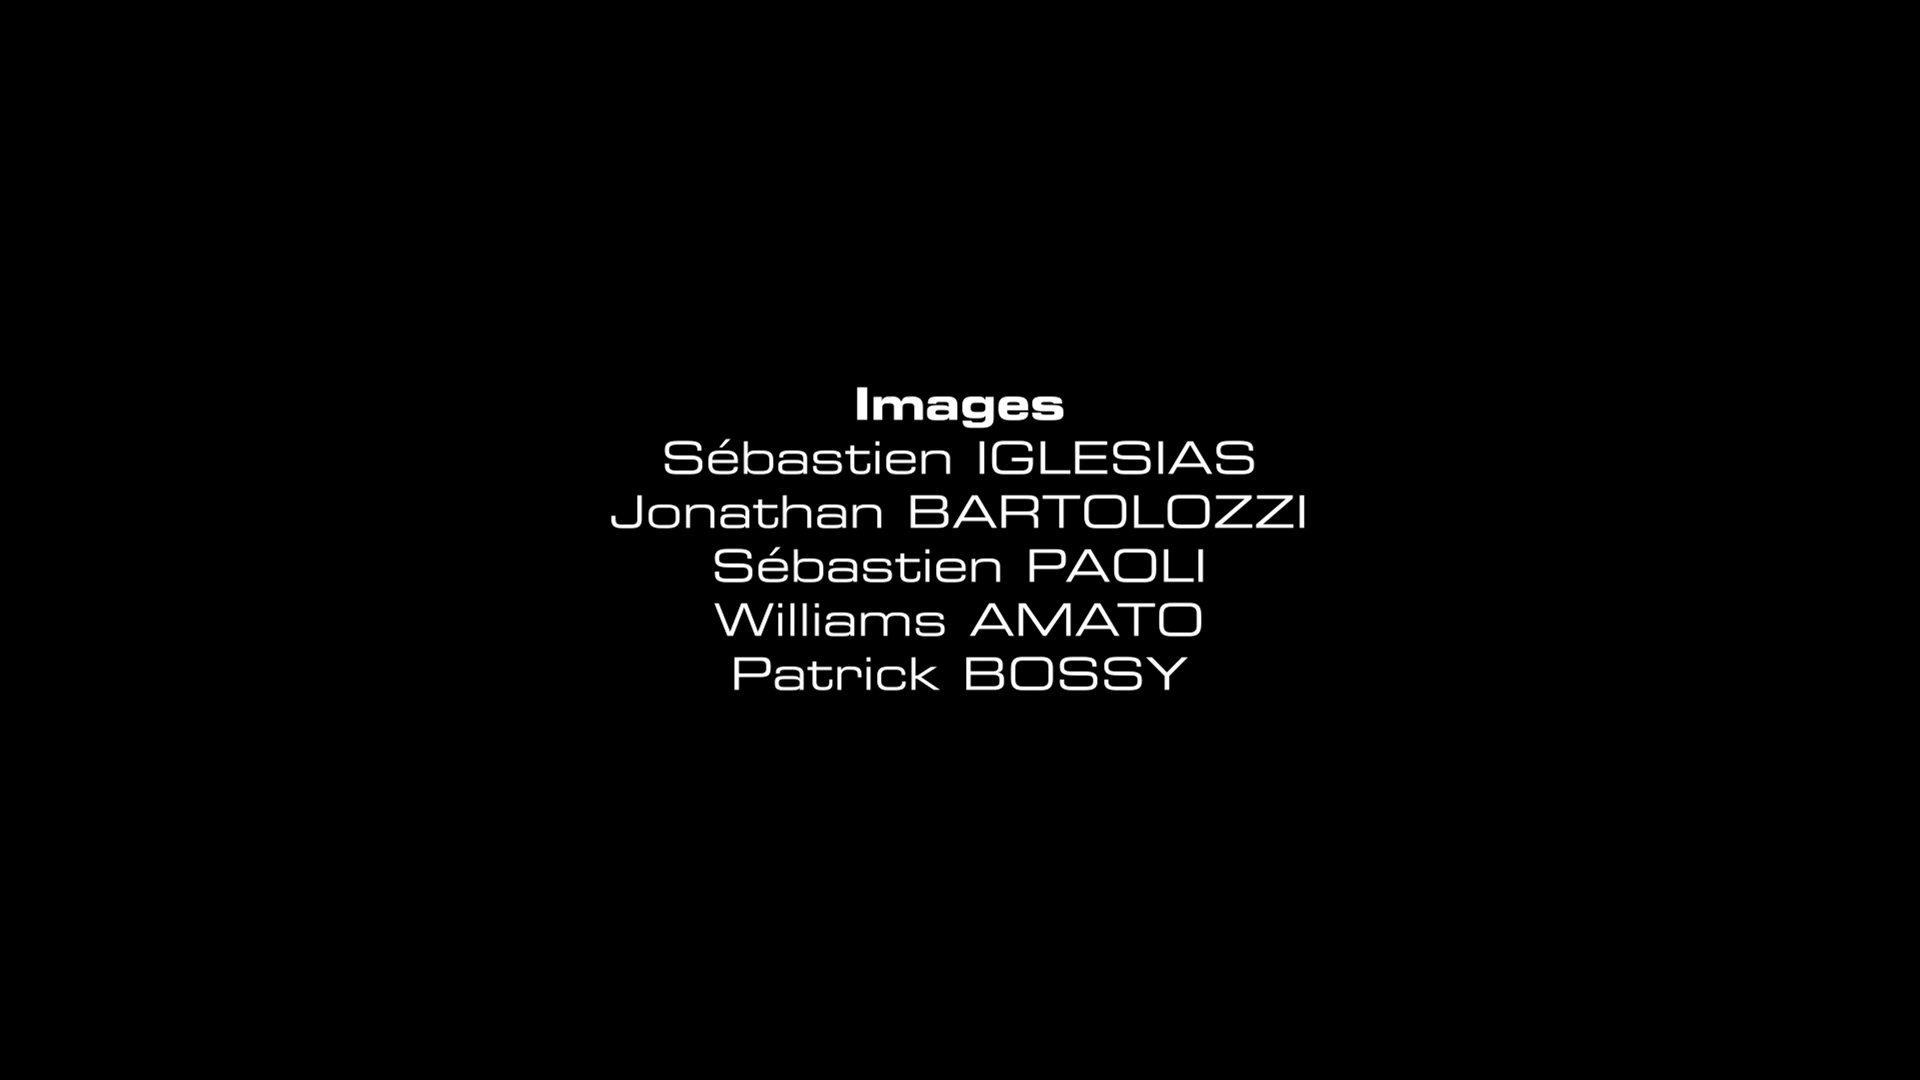 Images
Sébastien IGLESIAS
Jonathan BARTOLOZZI
Sébastien PAOLI
Williams AMATO
Patrick BOSSY